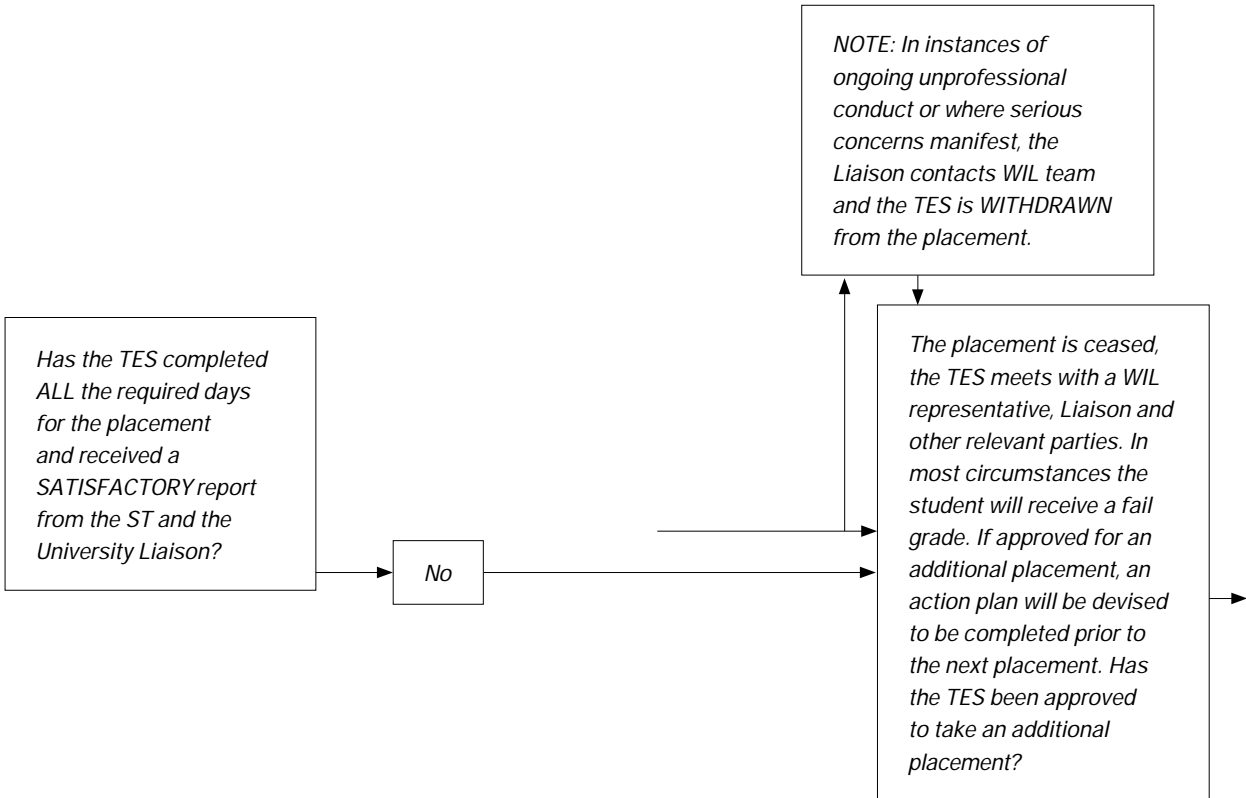 NOTE: In instances of
ongoing unprofessional
conduct or where serious
concerns manifest, the
Liaison contacts WIL team
and the TES is WITHDRAWN
from the placement.
Has the TES completed
ALL the required days
for the placement
and received a
SATISFACTORY report
from the ST and the
University Liaison?
No
The placement is ceased,
the TES meets with a WIL
representative, Liaison and
other relevant parties. In
most circumstances the
student will receive a fail
grade. If approved for an
additional placement, an
action plan will be devised
to be completed prior to
the next placement. Has
the TES been approved
to take an additional
placement?